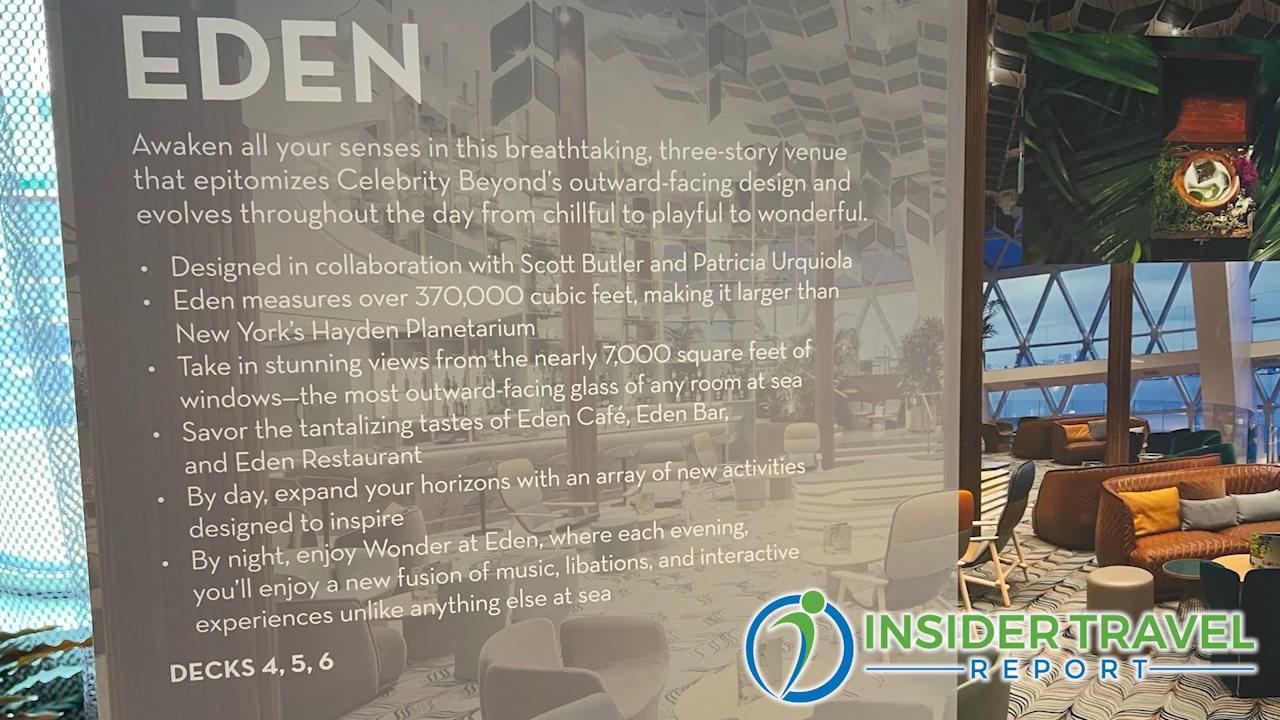 EDEN
Awaken all your senses in this breathtaking, three-story venue
that epitomizes Celebrity Beyond's outward-facing design and
evolves throughout the day from chillful to playful to wonderful.
• Designed in collaboration with Scott Butler and Patricia Urquiola
• Eden measures over 370,000 cubic feet, making it larger than
New York's Hayden Planetarium
• Take in stunning views from the nearly 7,000 square feet of
windows—the most outward-facing glass of any room at sea
• Savor the tantalizing tastes of Eden Café, Eden Bar,
and Eden Restaurant
• By day, expand your horizons with an array of new activities
designed to inspire
• By night, enjoy Wonder at Eden, where each evening,
you'll enjoy a new fusion of music, libations, and interactive
experiences unlike anything else at sea
DECKS 4, 5, 6
INSIDER TRAVEL
REPORT